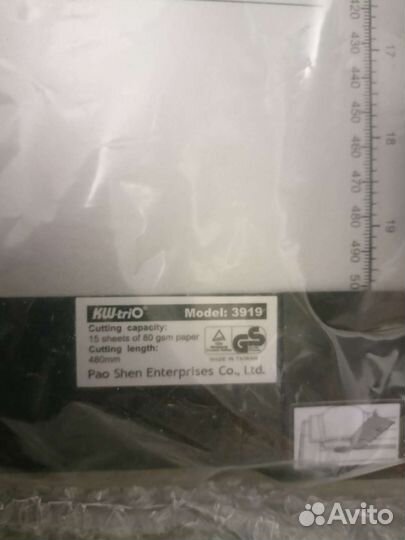 420
430
440
450
460
470
480
490
17
18
19
KW-triO® Model: 3919
Cutting capacity:
15 sheets of 80 gsm paper
Cutting length:
460mm
MADE IN TAIWAN
Pao Shen Enterprises Co., Ltd.
Avito